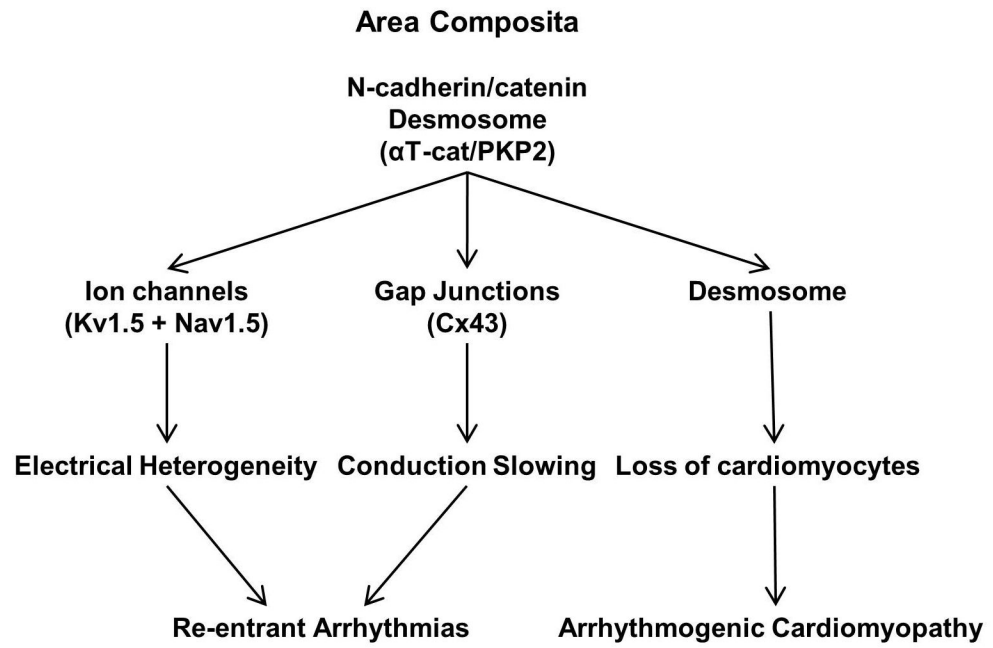 Area Composita
N-cadherin/catenin
Desmosome
(αT-cat/PKP2)
Ion channels
(Kv1.5 + Nav1.5)
Gap Junctions
(Cx43)
Desmosome
Electrical Heterogeneity
Conduction Slowing
Loss of cardiomyocytes
Re-entrant Arrhythmias
Arrhythmogenic Cardiomyopathy